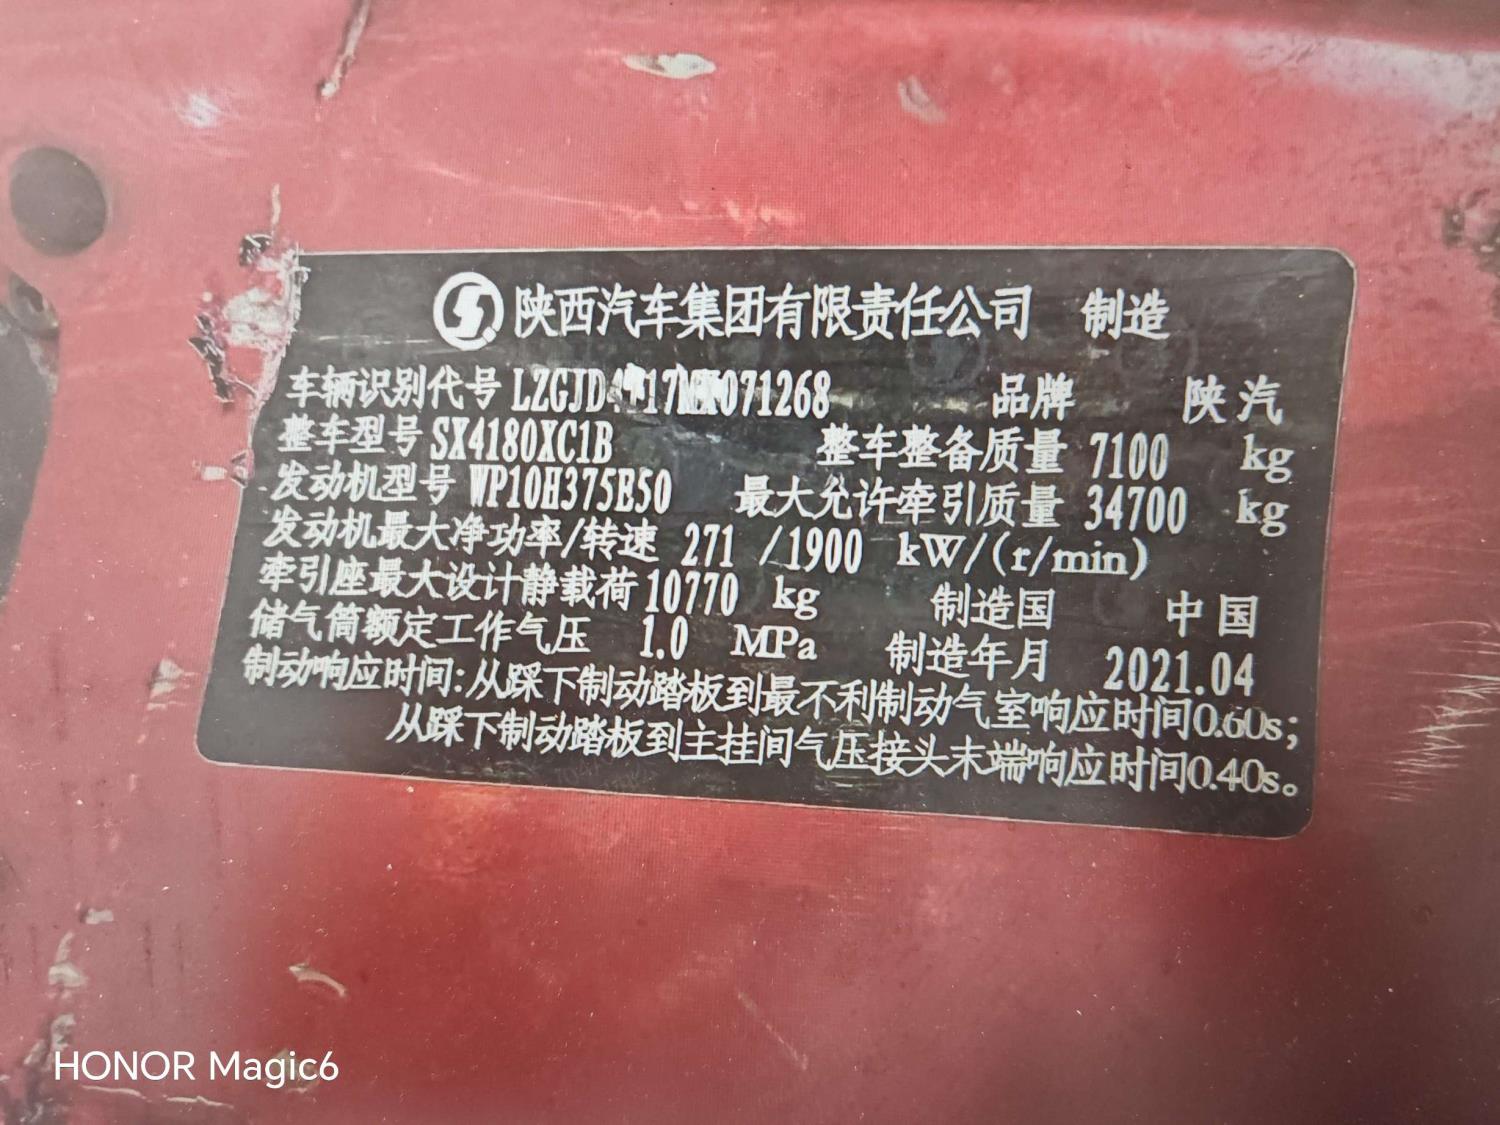 陕西汽车集团有限责任公司 制造
车辆识别代号 品牌 陕汽
整车型号 SX4180XC1B 整车整备质量 7100 kg
发动机型号 WP10H375E50 最大允许牵引质量 34700 kg
发动机最大净功率/转速 271 /1900 kW/(r/min)
牵引座最大设计静载荷 10770 kg 制造国 中国
储气筒额定工作气压 1.0 MPa 制造年月 2021.04
制动响应时间:从踩下制动踏板到最不利制动气室响应时间0.60s;
从踩下制动踏板到主挂间气压接头末端响应时间0.40s。
HONOR Magic6